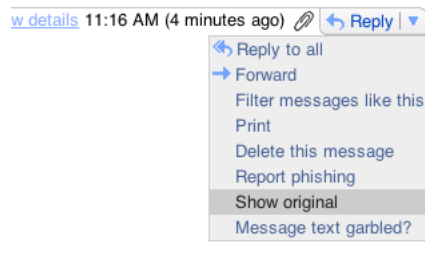 w details 11:16 AM (4 minutes ago) Reply
Reply to all
Forward
Filter messages like this
Print
Delete this message
Report phishing
Show original
Message text garbled?